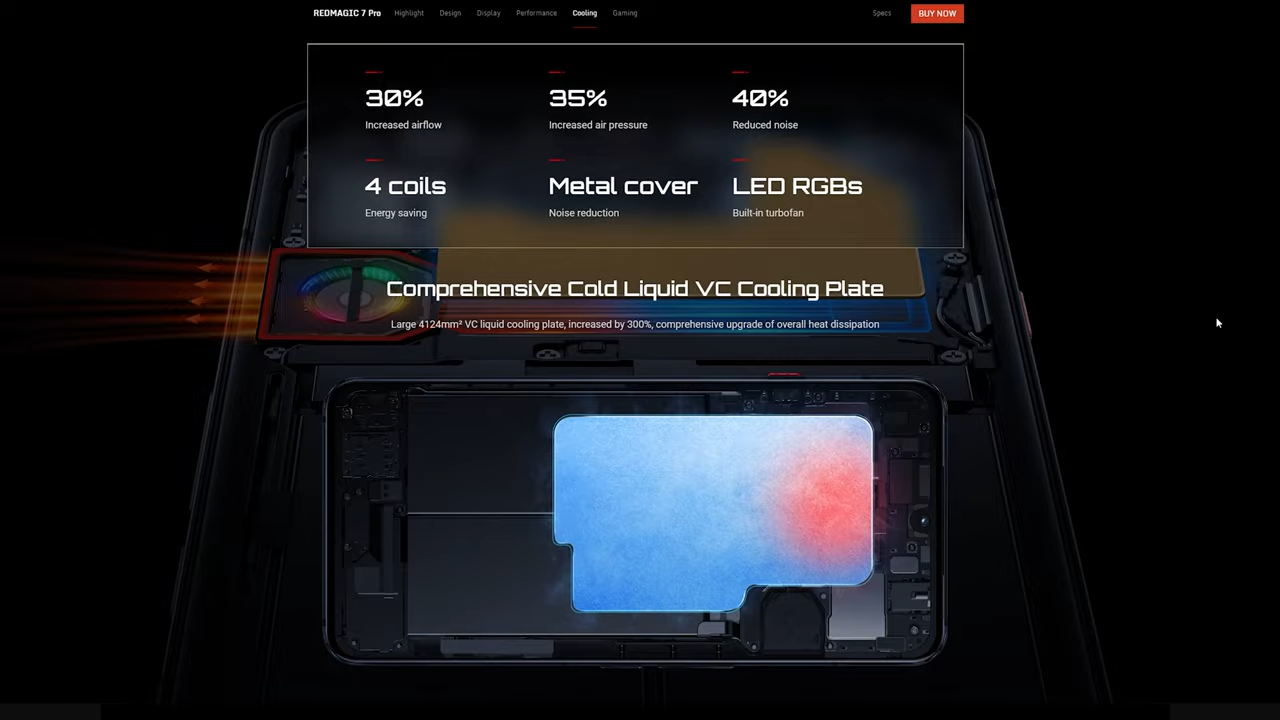 REDMAGIC 7 Pro Highlight Design Display Performance Cooling Gaming Specs BUY NOW
30% 35% 40%
Increased airflow Increased air pressure Reduced noise
4 coils Metal cover LED RGBs
Energy saving Noise reduction Built-in turbofan
Comprehensive Cold Liquid VC Cooling Plate
Large 4124mm² VC liquid cooling plate, increased by 300%, comprehensive upgrade of overall heat dissipation